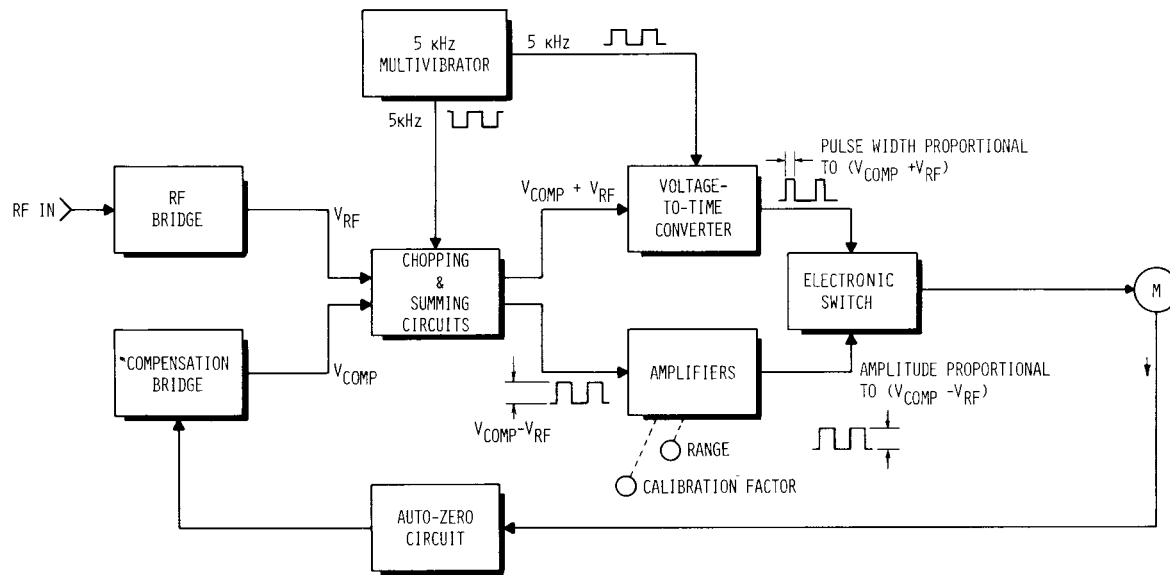 5 kHz
MULTIVIBRATOR
5 kHz
5kHz
PULSE WIDTH PROPORTIONAL
TO (VCOMP +VRF)
RF IN
RF
BRIDGE
VRF
VCOMP + VRF
VOLTAGE-
TO-TIME
CONVERTER
CHOPPING
&
SUMMING
CIRCUITS
ELECTRONIC
SWITCH
M
COMPENSATION
BRIDGE
VCOMP
AMPLIFIERS
AMPLITUDE PROPORTIONAL
TO (VCOMP -VRF)
VCOMP-VRF
RANGE
CALIBRATION FACTOR
AUTO-ZERO
CIRCUIT